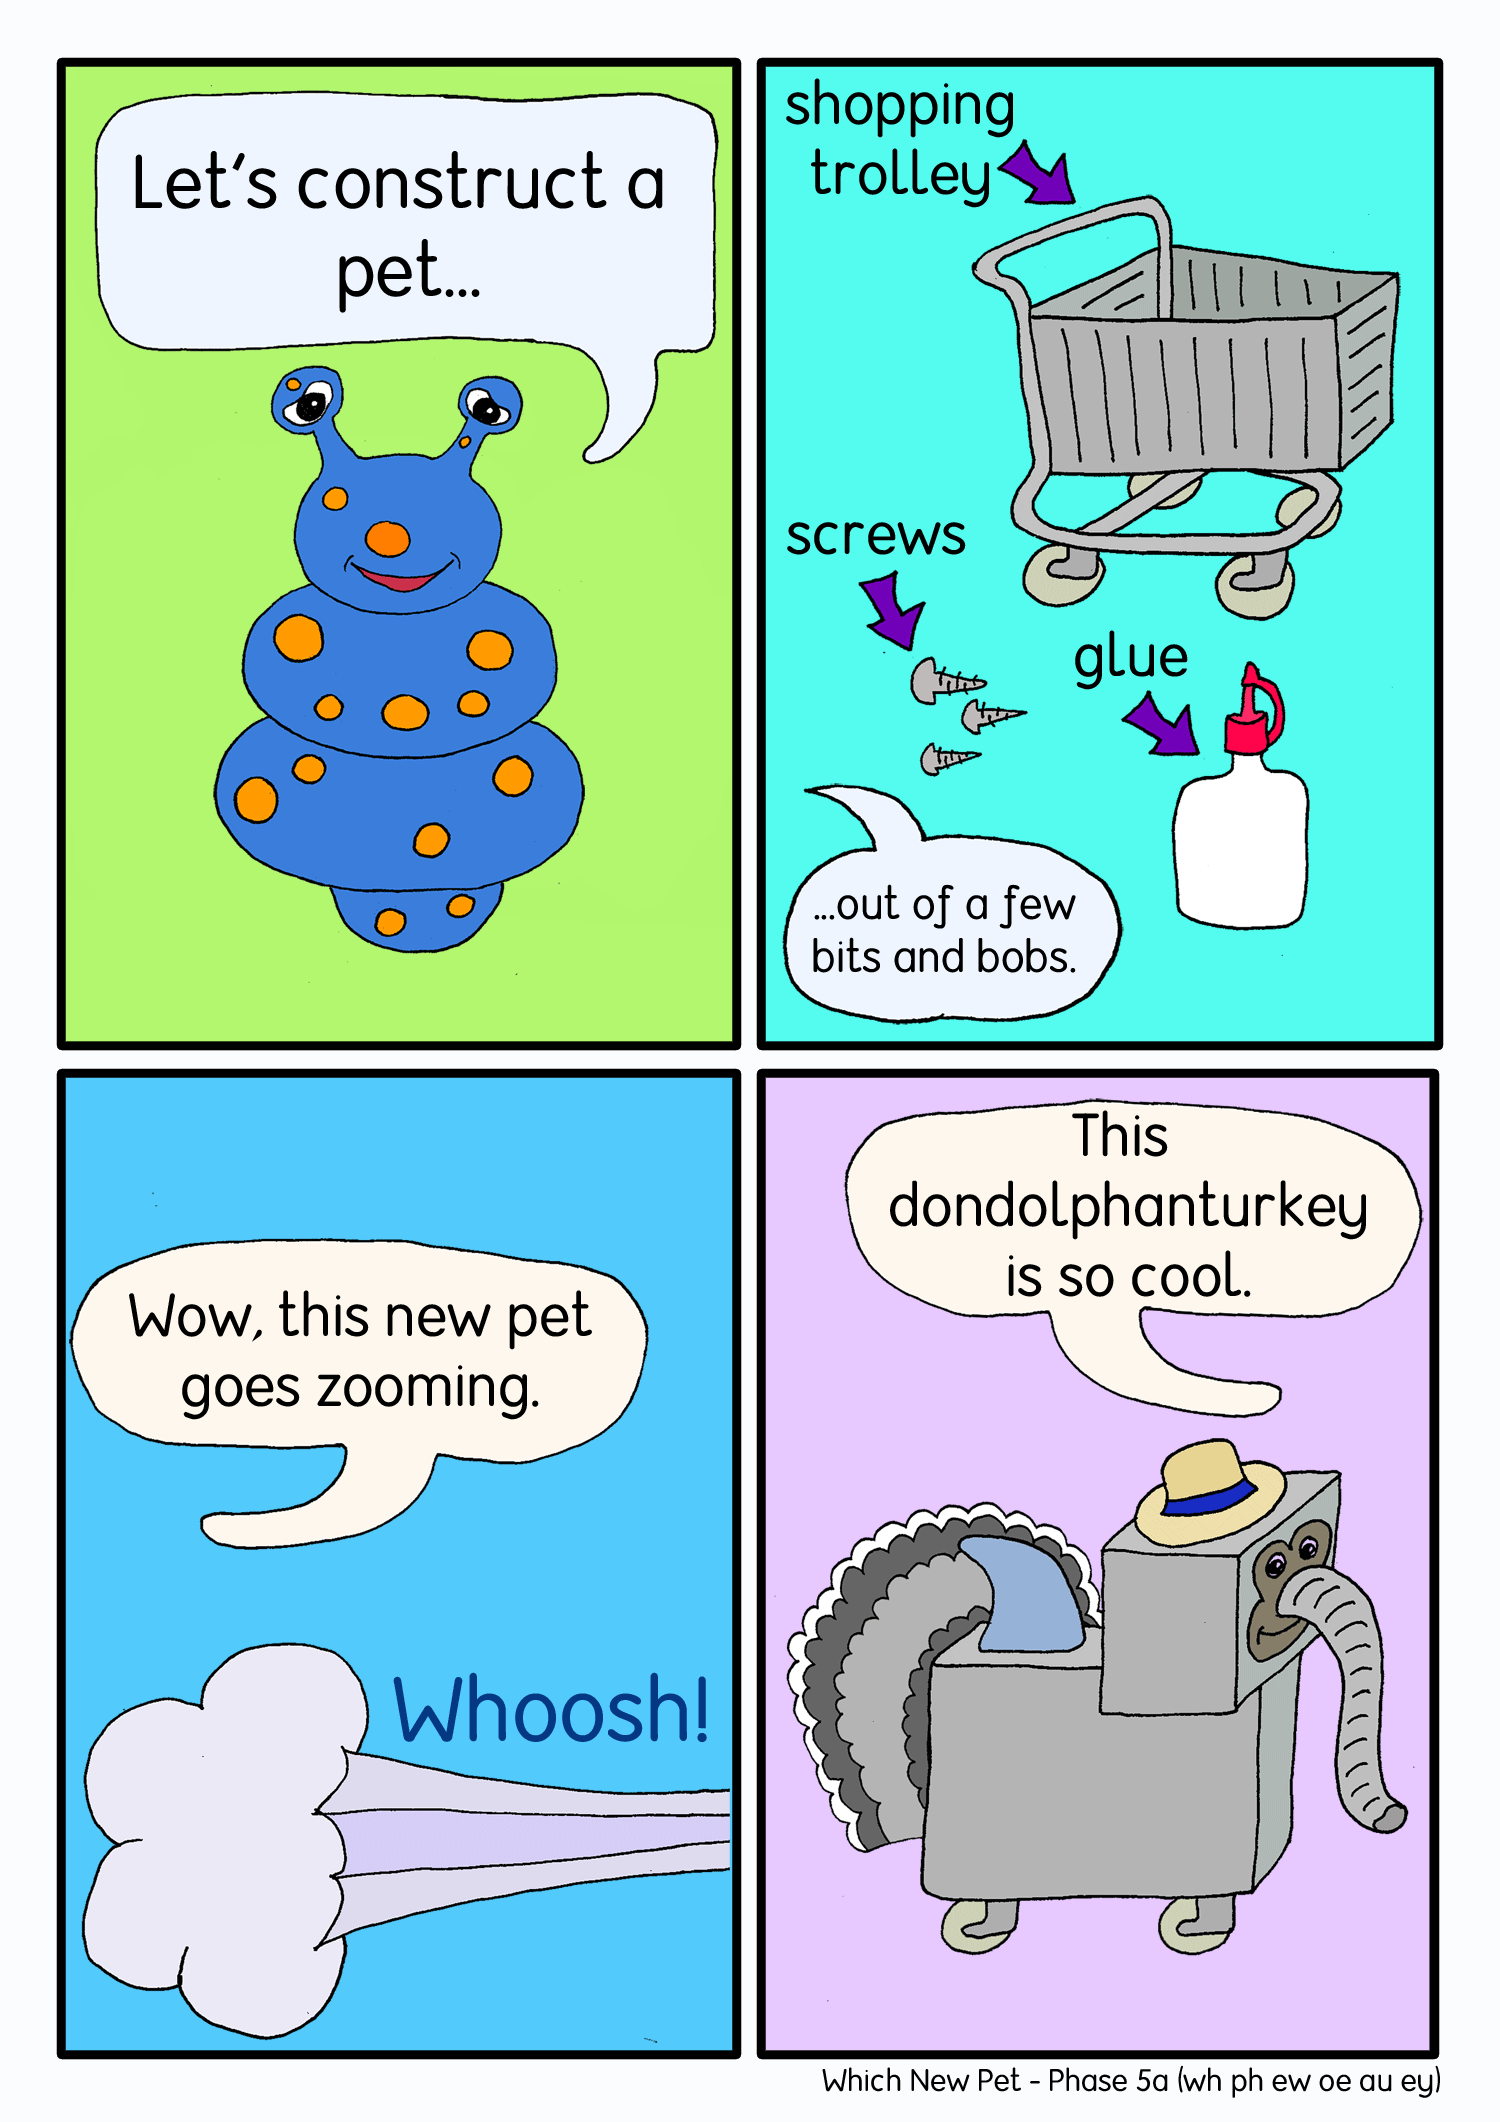 Let's construct a
pet...
shopping
trolley
screws
glue
...out of a few
bits and bobs.
Wow, this new pet
goes zooming.
Whoosh!
This
dondolphanturkey
is so cool.
Which New Pet - Phase 5a (wh ph ew oe au ey)